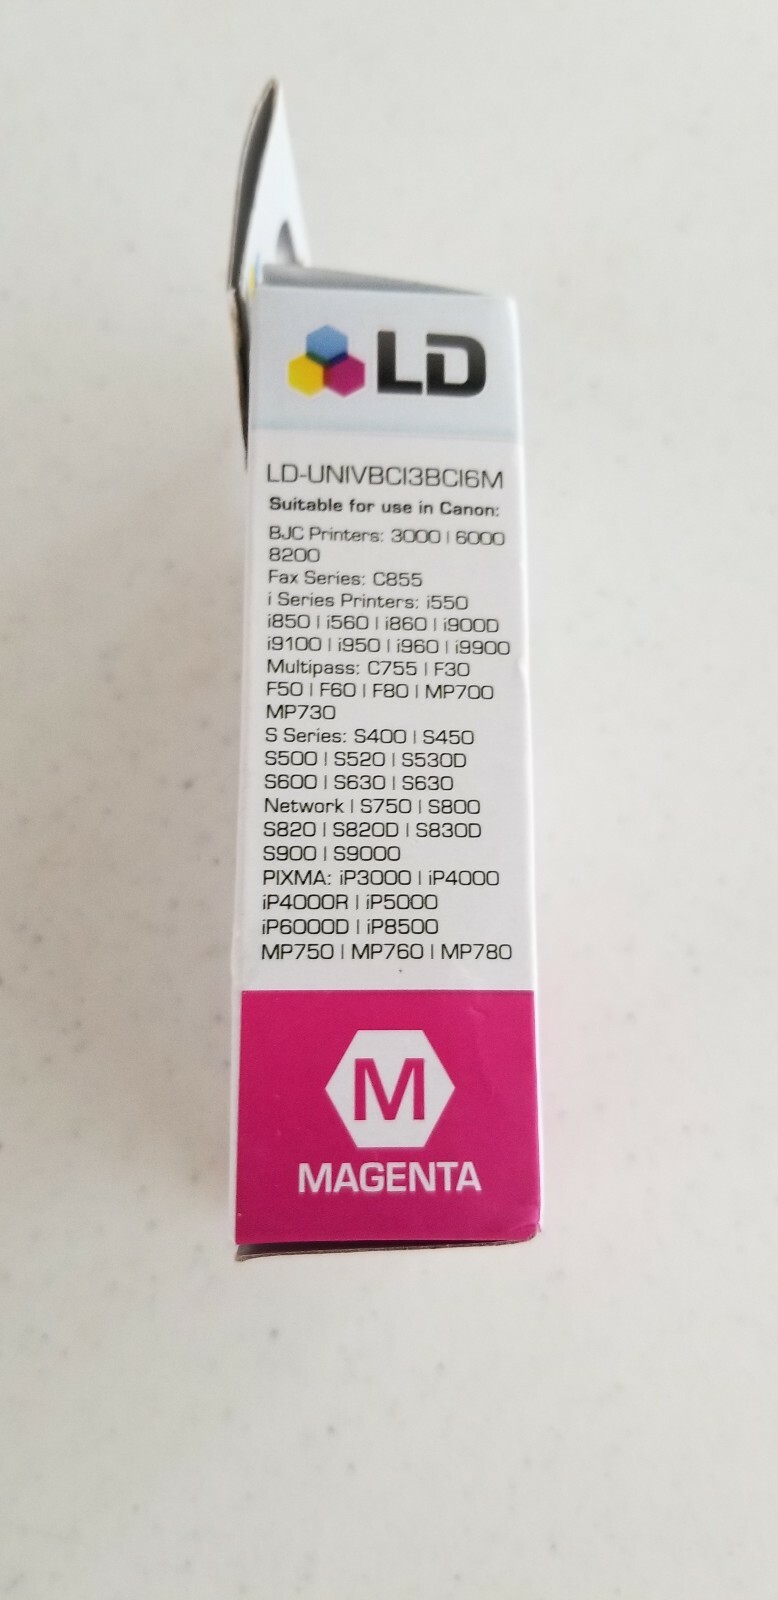 LD
LD-UNIVBCI3BCI6M
Suitable for use in Canon:
BJC Printers: 3000 | 6000
8200
Fax Series: C855
i Series Printers: i550
i850 | i560 | i860 | i900D
i9100 | i950 | i960 | i9900
Multipass: C755 | F30
F50 | F60 | F80 | MP700
MP730
S Series: S400 | S450
S500 | S520 | S530D
S600 | S630 | S630
Network | S750 | S800
S820 | S820D | S830D
S900 | S9000
PIXMA: iP3000 | iP4000
iP4000R | iP5000
iP6000D | iP8500
MP750 | MP760 | MP780
M
MAGENTA